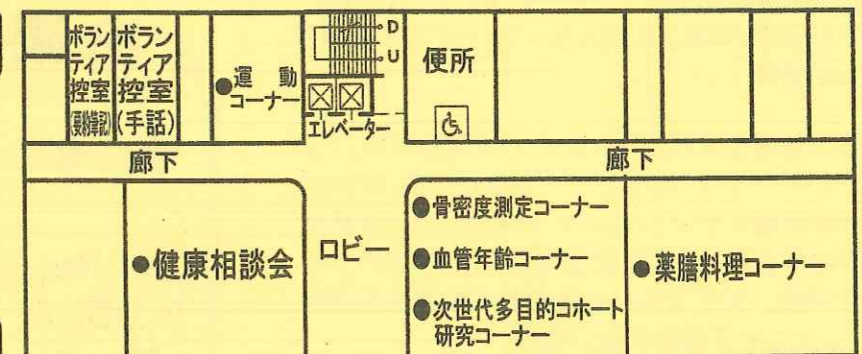 ボラン
ティア
控室
(要約筆記)
ボラン
ティア
控室
(手話)
●運動
コーナー
D
U
エレベーター
便所
廊下
廊下
●健康相談会
ロビー
●骨密度測定コーナー
●血管年齢コーナー
●次世代多目的コホート
研究コーナー
●薬膳料理コーナー